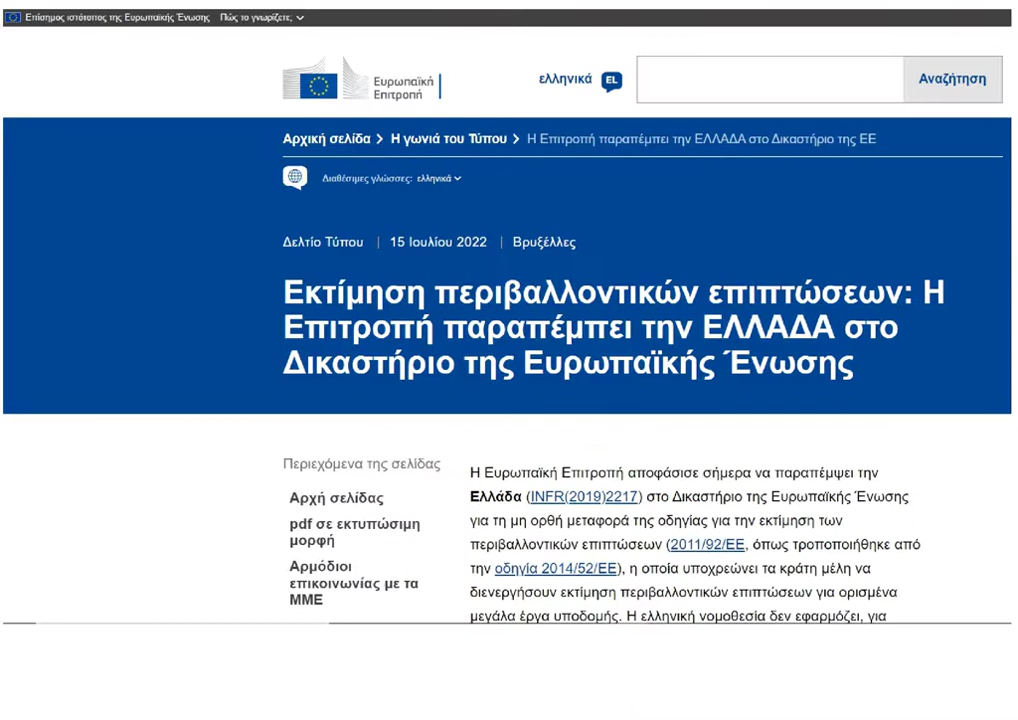 Επίσημος ιστότοπος της Ευρωπαϊκής Ένωσης Πώς το γνωρίζετε;
Ευρωπαϊκή
Επιτροπή
ελληνικά EL
Αναζήτηση
Αρχική σελίδα > Η γωνιά του Τύπου > Η Επιτροπή παραπέμπει την ΕΛΛΑΔΑ στο Δικαστήριο της ΕΕ
Διαθέσιμες γλώσσες: ελληνικά
Δελτίο Τύπου | 15 Ιουλίου 2022 | Βρυξέλλες
Εκτίμηση περιβαλλοντικών επιπτώσεων: Η
Επιτροπή παραπέμπει την ΕΛΛΑΔΑ στο
Δικαστήριο της Ευρωπαϊκής Ένωσης
Περιεχόμενα της σελίδας
Αρχή σελίδας
pdf σε εκτυπώσιμη
μορφή
Αρμόδιοι
επικοινωνίας με τα
ΜΜΕ
Η Ευρωπαϊκή Επιτροπή αποφάσισε σήμερα να παραπέμψει την
Ελλάδα (INFR(2019)2217) στο Δικαστήριο της Ευρωπαϊκής Ένωσης
για τη μη ορθή μεταφορά της οδηγίας για την εκτίμηση των
περιβαλλοντικών επιπτώσεων (2011/92/ΕΕ, όπως τροποποιήθηκε από
την οδηγία 2014/52/ΕΕ), η οποία υποχρεώνει τα κράτη μέλη να
διενεργήσουν εκτίμηση περιβαλλοντικών επιπτώσεων για ορισμένα
μεγάλα έργα υποδομής. Η ελληνική νομοθεσία δεν εφαρμόζει, για